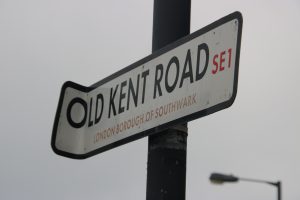 OLD KENT ROAD SE1
LONDON BOROUGH OF SOUTHWARK